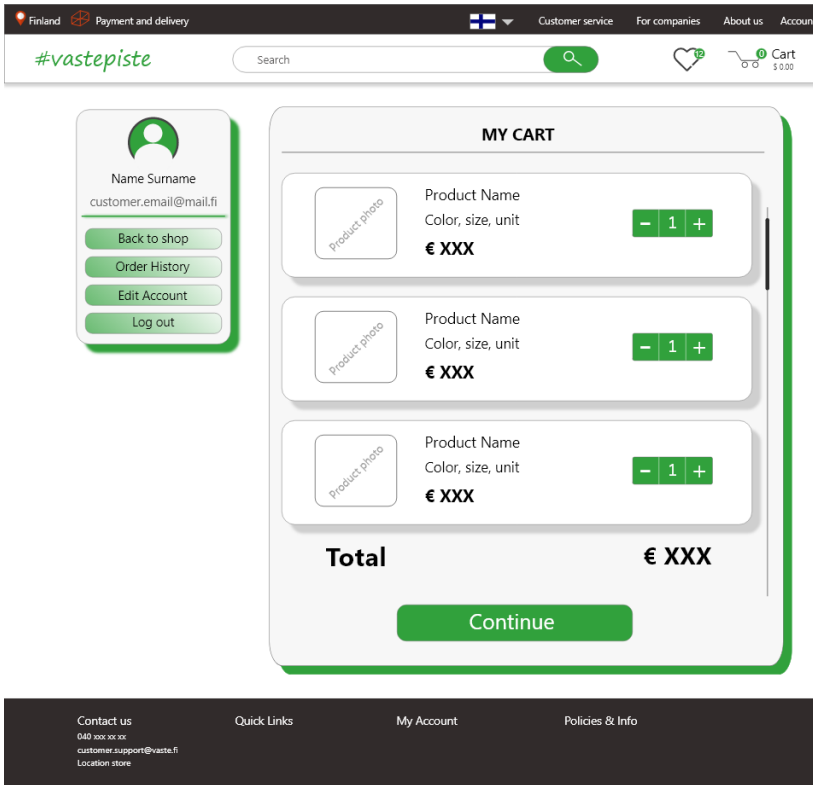 Finland Payment and delivery Customer service For companies About us Accoun
#vastepiste Search 12 0 Cart
$ 0.00
Name Surname
customer.email@mail.fi
Back to shop
Order History
Edit Account
Log out
MY CART
Product photo
Product Name
Color, size, unit
€ XXX
− 1 +
Product photo
Product Name
Color, size, unit
€ XXX
− 1 +
Product photo
Product Name
Color, size, unit
€ XXX
− 1 +
Total € XXX
Continue
Contact us Quick Links My Account Policies & Info
040 xxx xx xx
customer.support@vaste.fi
Location store